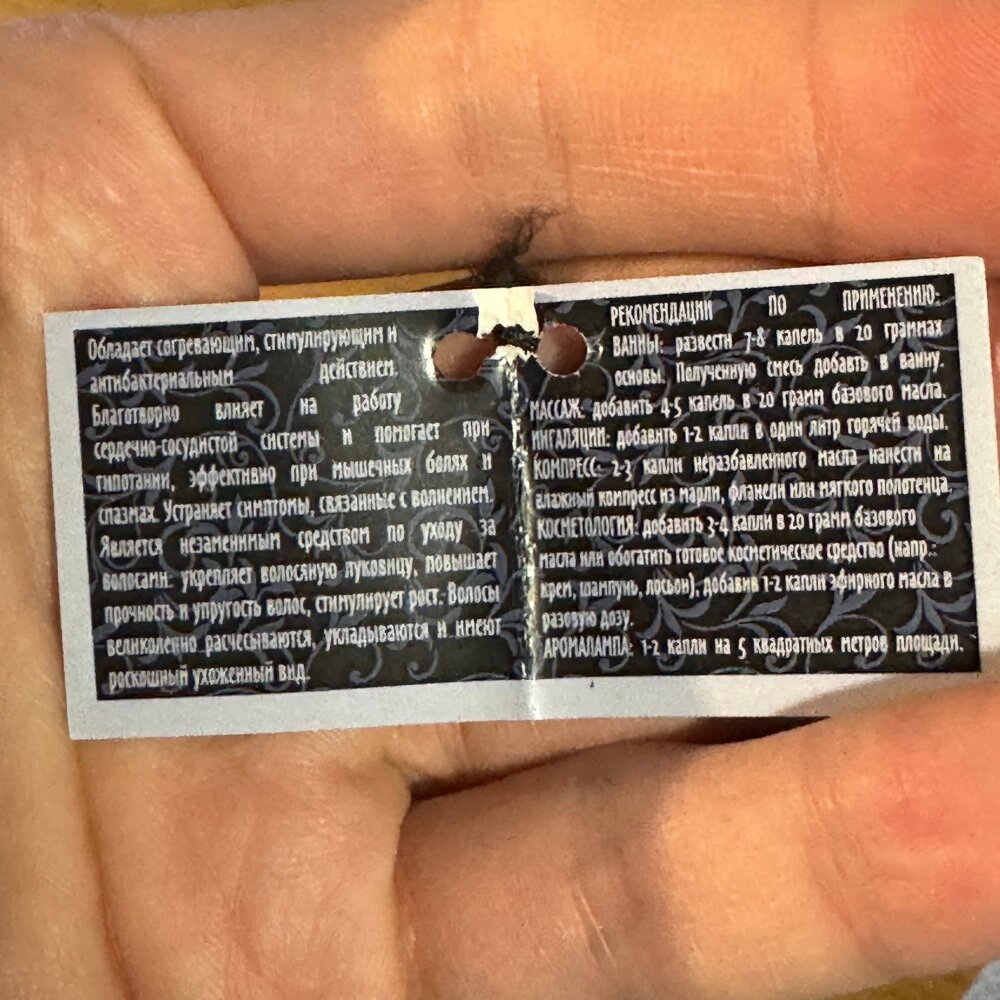 Обладает согревающим, стимулирующим и
антибактериальным действием.
Благотворно влияет на работу
сердечно-сосудистой системы и помогает при
гипотании, эффективно при мышечных болях и
спазмах. Устраняет симптомы, связанные с волнением.
Является незаменимым средством по уходу за
волосами: укрепляет волосяную луковицу, повышает
прочность и упругость волос, стимулирует рост. Волосы
великоленно расчесываются, укладываются и имеют
роскошный ухоженный вид.
РЕКОМЕНДАЦИИ ПО ПРИМЕНЕНИЮ:
ВАННЫ: развести 7-8 капель в 20 граммах
основы. Полученную смесь добавть в ванну.
МАССАЖ: добавить 4-5 капель в 20 грамм базового масла.
ИНГАЛЯЦИИ: добавить 1-2 капли в один литр горячей воды.
КОМПРЕСС: 2-3 капли неразбавленного масла нанести на
влажный компресс из марли, фланели или мягкого полотенца.
КОСМЕТОЛОГИЯ: добавить 3-4 капли в 20 грамм базового
масла или обогатить готовое косметическое средство (напр.:
крем, шампунь, лосьон), добавив 1-2 капли эфирного масла в
разовую дозу.
АРОМАЛАМПА: 1-2 капли на 5 квадратных метров площади.